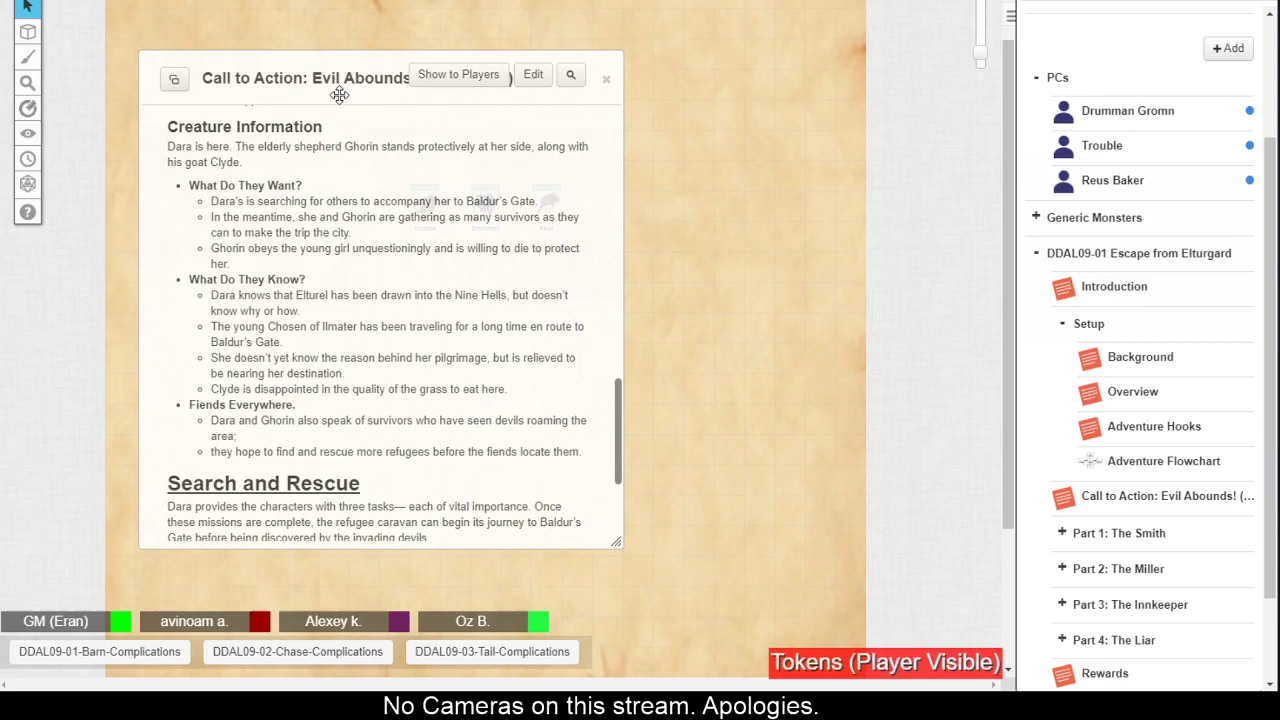 Call to Action: Evil Abounds
Show to Players
Edit
Creature Information
Dara is here. The elderly shepherd Ghorin stands protectively at her side, along with
his goat Clyde.
What Do They Want?
Dara's is searching for others to accompany her to Baldur's Gate.
In the meantime, she and Ghorin are gathering as many survivors as they
can to make the trip the city.
Ghorin obeys the young girl unquestioningly and is willing to die to protect
her.
What Do They Know?
Dara knows that Elturel has been drawn into the Nine Hells, but doesn't
know why or how.
The young Chosen of Ilmater has been traveling for a long time en route to
Baldur's Gate.
She doesn't yet know the reason behind her pilgrimage, but is relieved to
be nearing her destination.
Clyde is disappointed in the quality of the grass to eat here.
Fiends Everywhere.
Dara and Ghorin also speak of survivors who have seen devils roaming the
area;
they hope to find and rescue more refugees before the fiends locate them.
Search and Rescue
Dara provides the characters with three tasks— each of vital importance. Once
these missions are complete, the refugee caravan can begin its journey to Baldur's
Gate before being discovered by the invading devils.
GM (Eran)
avinoam a.
Alexey k.
Oz B.
DDAL09-01-Barn-Complications
DDAL09-02-Chase-Complications
DDAL09-03-Tail-Complications
Tokens (Player Visible)
+ Add
- PCs
Drumman Gromn
Trouble
Reus Baker
+ Generic Monsters
- DDAL09-01 Escape from Elturgard
Introduction
- Setup
Background
Overview
Adventure Hooks
Adventure Flowchart
Call to Action: Evil Abounds! (...
+ Part 1: The Smith
+ Part 2: The Miller
+ Part 3: The Innkeeper
+ Part 4: The Liar
Rewards
No Cameras on this stream. Apologies.